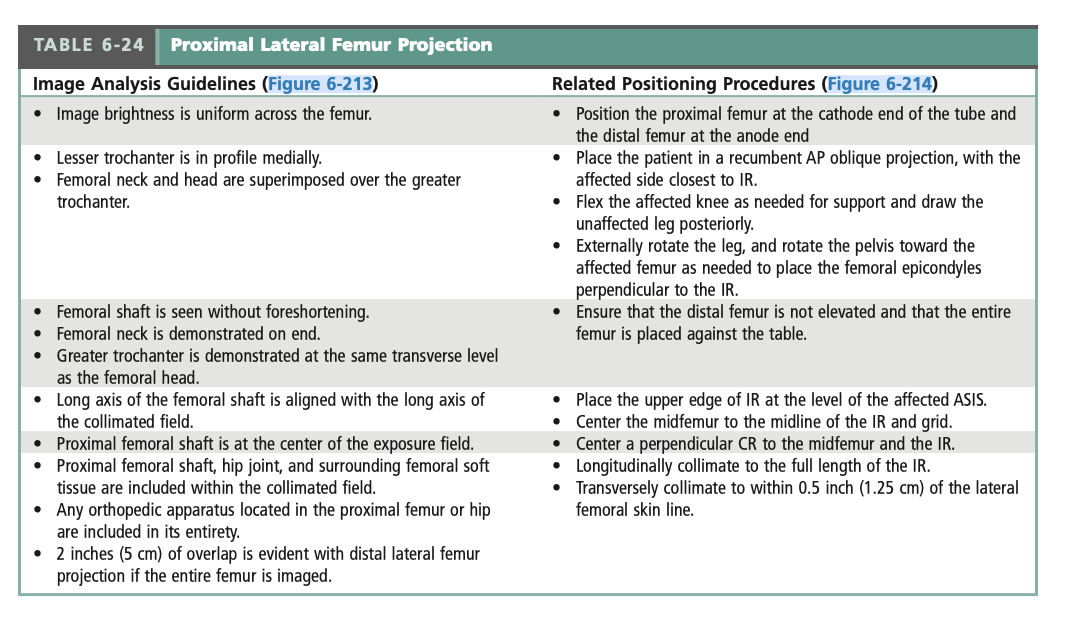 TABLE 6-24 Proximal Lateral Femur Projection
Image Analysis Guidelines (Figure 6-213)
Related Positioning Procedures (Figure 6-214)
• Image brightness is uniform across the femur.
• Position the proximal femur at the cathode end of the tube and
the distal femur at the anode end
• Lesser trochanter is in profile medially.
• Femoral neck and head are superimposed over the greater
trochanter.
• Place the patient in a recumbent AP oblique projection, with the
affected side closest to IR.
• Flex the affected knee as needed for support and draw the
unaffected leg posteriorly.
• Externally rotate the leg, and rotate the pelvis toward the
affected femur as needed to place the femoral epicondyles
perpendicular to the IR.
• Femoral shaft is seen without foreshortening.
• Femoral neck is demonstrated on end.
• Greater trochanter is demonstrated at the same transverse level
as the femoral head.
• Ensure that the distal femur is not elevated and that the entire
femur is placed against the table.
• Long axis of the femoral shaft is aligned with the long axis of
the collimated field.
• Place the upper edge of IR at the level of the affected ASIS.
• Center the midfemur to the midline of the IR and grid.
• Proximal femoral shaft is at the center of the exposure field.
• Center a perpendicular CR to the midfemur and the IR.
• Proximal femoral shaft, hip joint, and surrounding femoral soft
tissue are included within the collimated field.
• Any orthopedic apparatus located in the proximal femur or hip
are included in its entirety.
• 2 inches (5 cm) of overlap is evident with distal lateral femur
projection if the entire femur is imaged.
• Longitudinally collimate to the full length of the IR.
• Transversely collimate to within 0.5 inch (1.25 cm) of the lateral
femoral skin line.